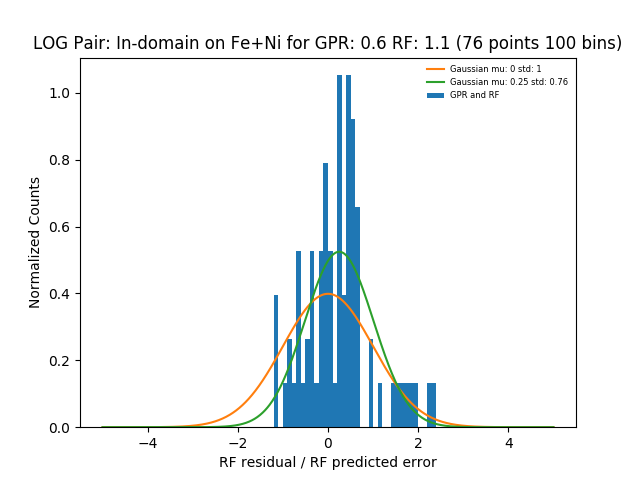 LOG Pair: In-domain on Fe+Ni for GPR: 0.6 RF: 1.1 (76 points 100 bins)
Gaussian mu: 0 std: 1
Gaussian mu: 0.25 std: 0.76
GPR and RF
Normalized Counts
1.0
0.8
0.6
0.4
0.2
0.0
−4 −2 0 2 4
RF residual / RF predicted error